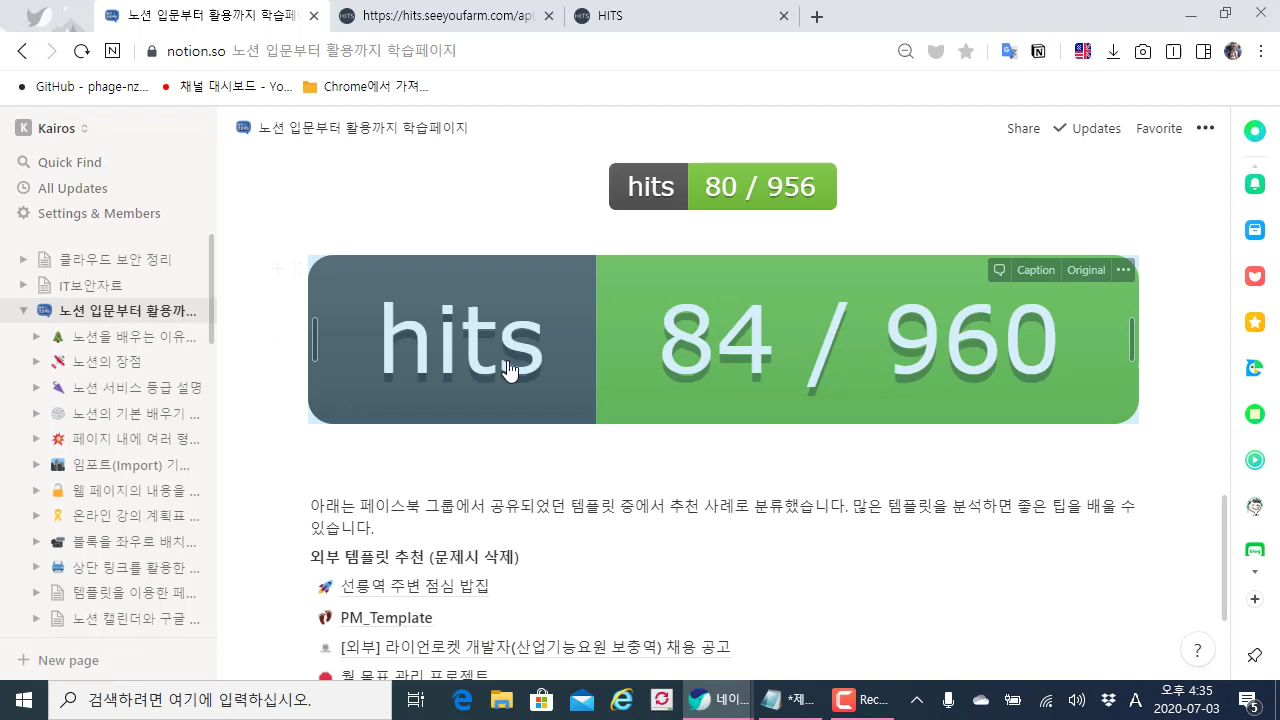 노션 입문부터 활용까지 학습페이지
https://hits.seeyoufarm.com/api
HITS
notion.so 노션 입문부터 활용까지 학습페이지
GitHub - phage-nz...
채널 대시보드 - Yo...
Chrome에서 가져...
K Kairos
노션 입문부터 활용까지 학습페이지
Share
Updates
Favorite
Quick Find
All Updates
Settings & Members
hits 80 / 956
Caption
Original
hits 84 / 960
클라우드 보안 정리
IT보안자료
노션 입문부터 활용까...
노션을 배우는 이유...
노션의 장점
노션 서비스 등급 설명
노션의 기본 배우기 ...
페이지 내에 여러 형...
임포트(Import) 기...
웹 페이지의 내용을 ...
온라인 강의 계획표 ...
블록을 좌우로 배치...
상단 링크를 활용한 ...
템플릿을 이용한 페...
노션 캘린더와 구글 ...
New page
아래는 페이스북 그룹에서 공유되었던 템플릿 중에서 추천 사례로 분류했습니다. 많은 템플릿을 분석하면 좋은 팁을 배울 수
있습니다.
외부 템플릿 추천 (문제시 삭제)
선릉역 주변 점심 밥집
PM_Template
[외부] 라이언로켓 개발자(산업기능요원 보충역) 채용 공고
월 목표 관리 프로젝트
?
검색하려면 여기에 입력하십시오.
네이...
*제...
Rec...
A
오후 4:35
2020-07-03
5